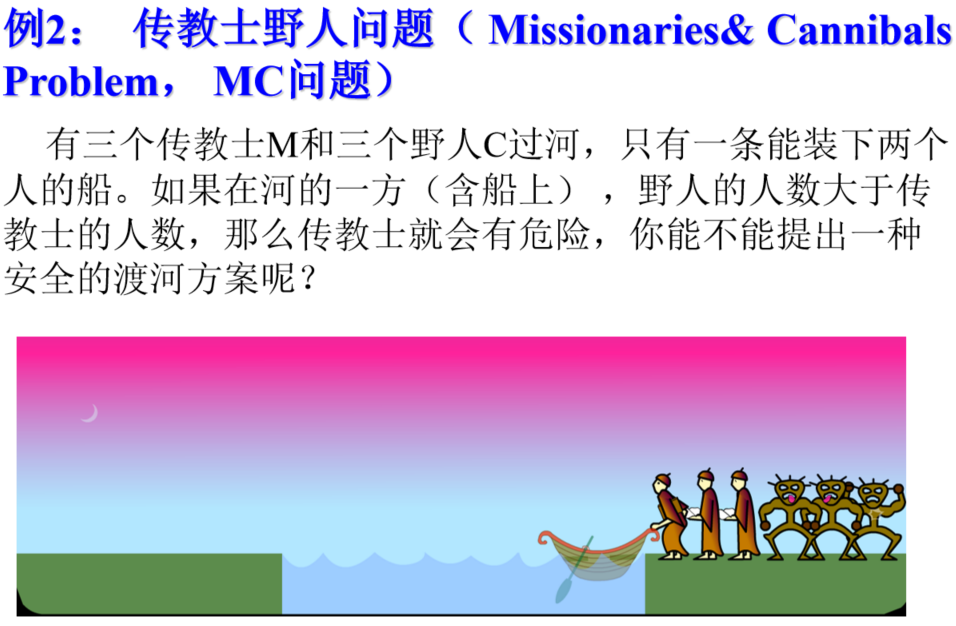 例2： 传教士野人问题（ Missionaries& Cannibals
Problem， MC问题）
有三个传教士M和三个野人C过河，只有一条能装下两个
人的船。如果在河的一方（含船上），野人的人数大于传
教士的人数，那么传教士就会有危险，你能不能提出一种
安全的渡河方案呢？